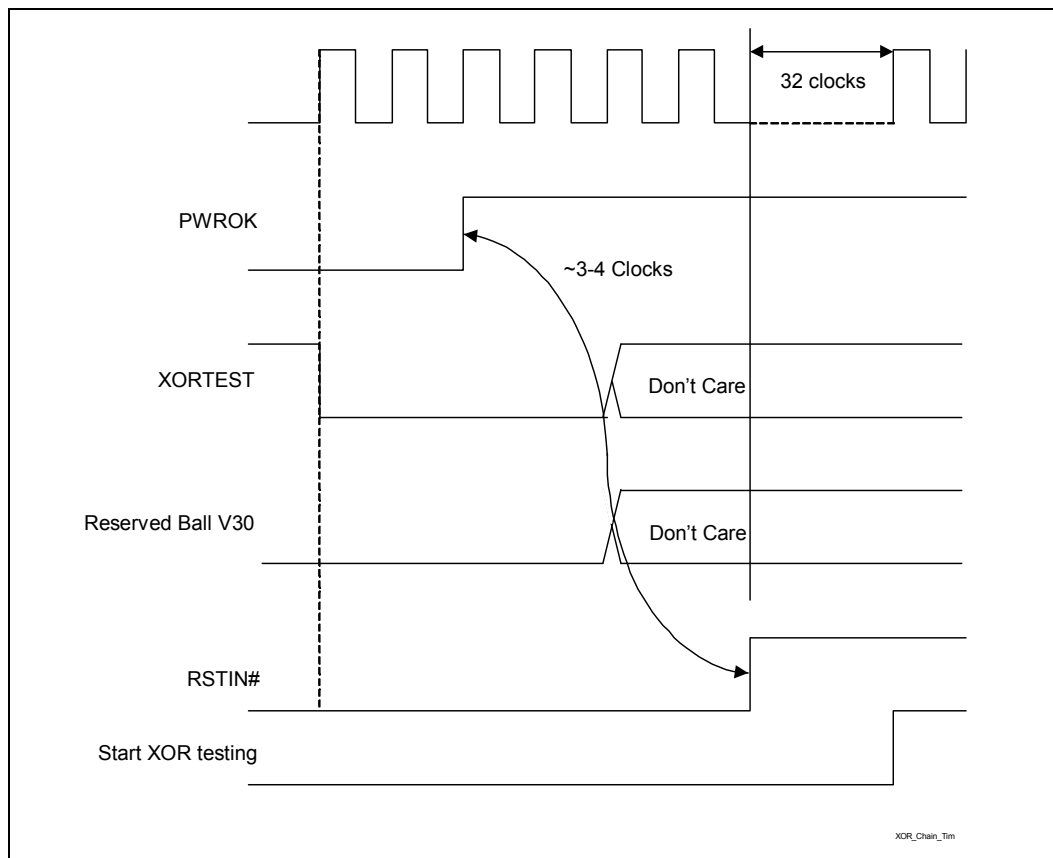 32 clocks
PWROK
~3-4 Clocks
XORTEST
Don't Care
Reserved Ball V30
Don't Care
RSTIN#
Start XOR testing
XOR_Chain_Tim